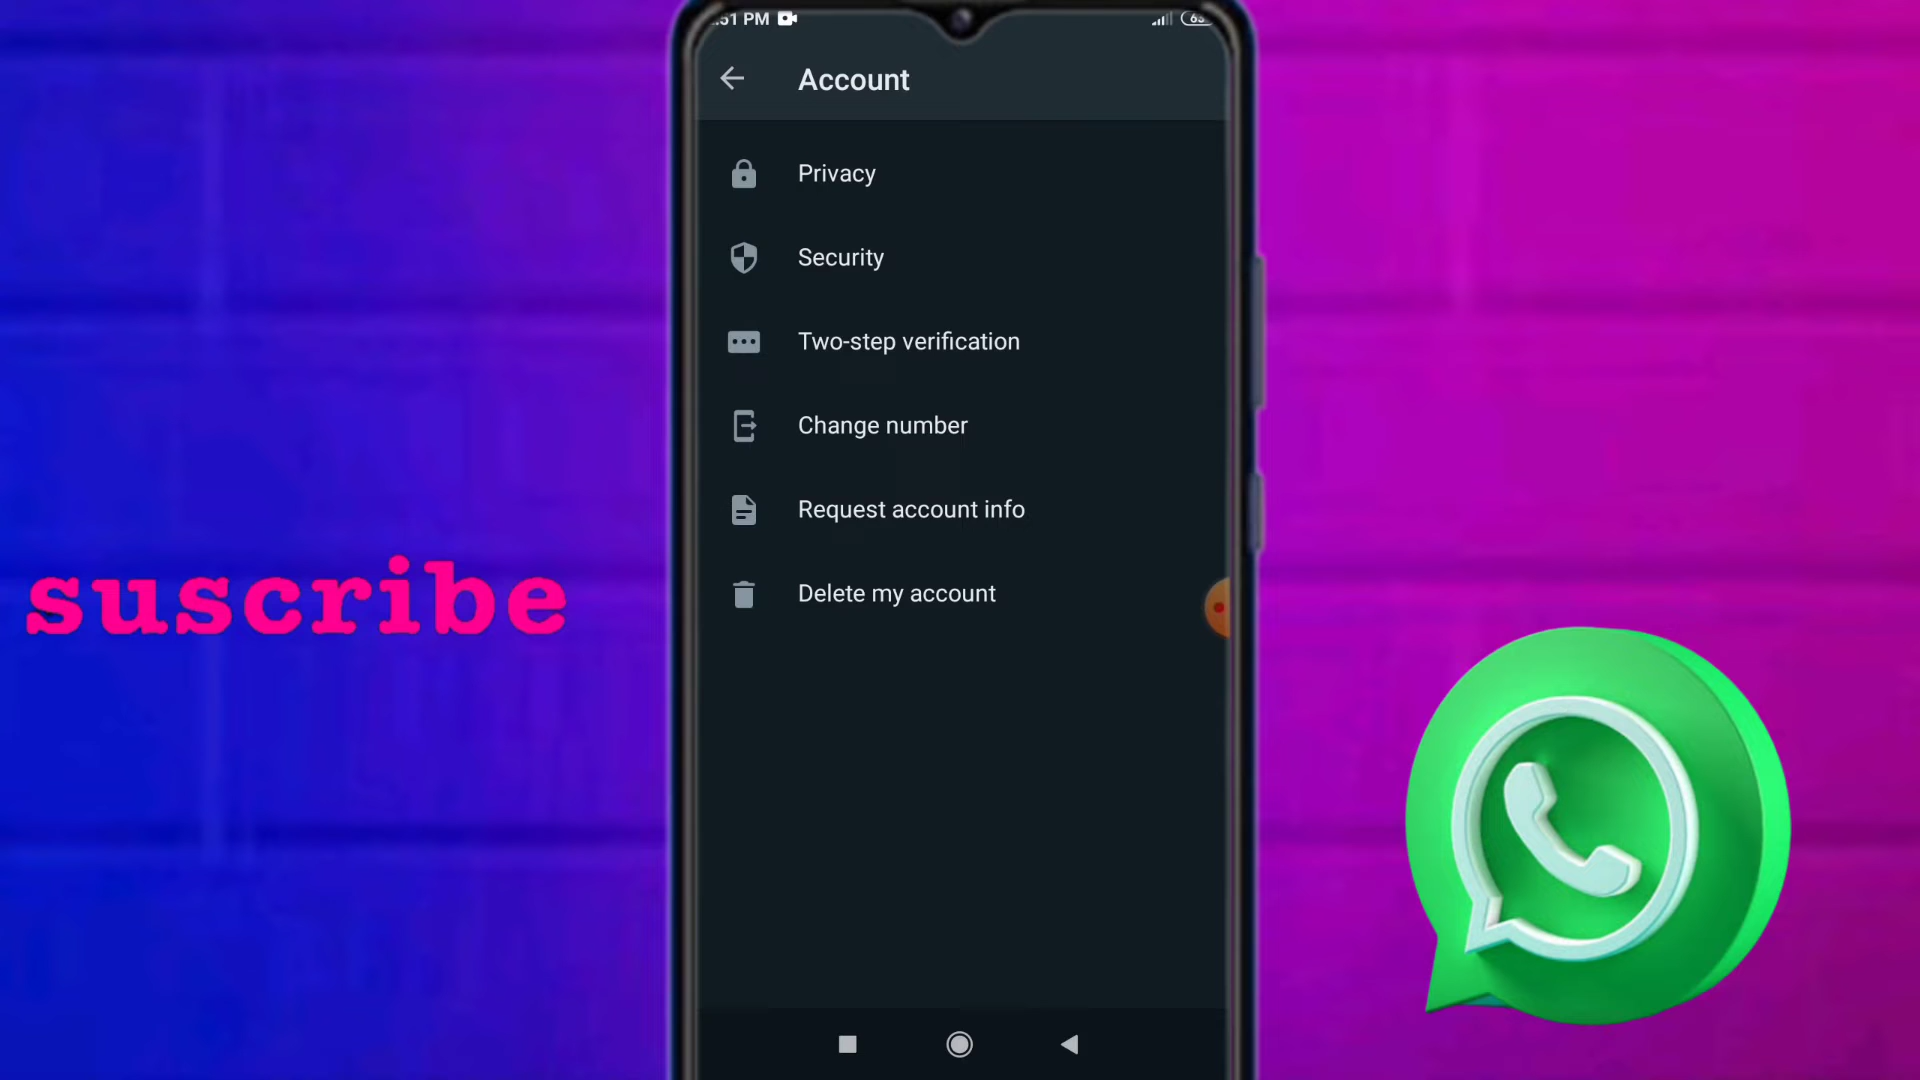 :51 PM
Account
Privacy
Security
Two-step verification
Change number
Request account info
Delete my account
suscribe